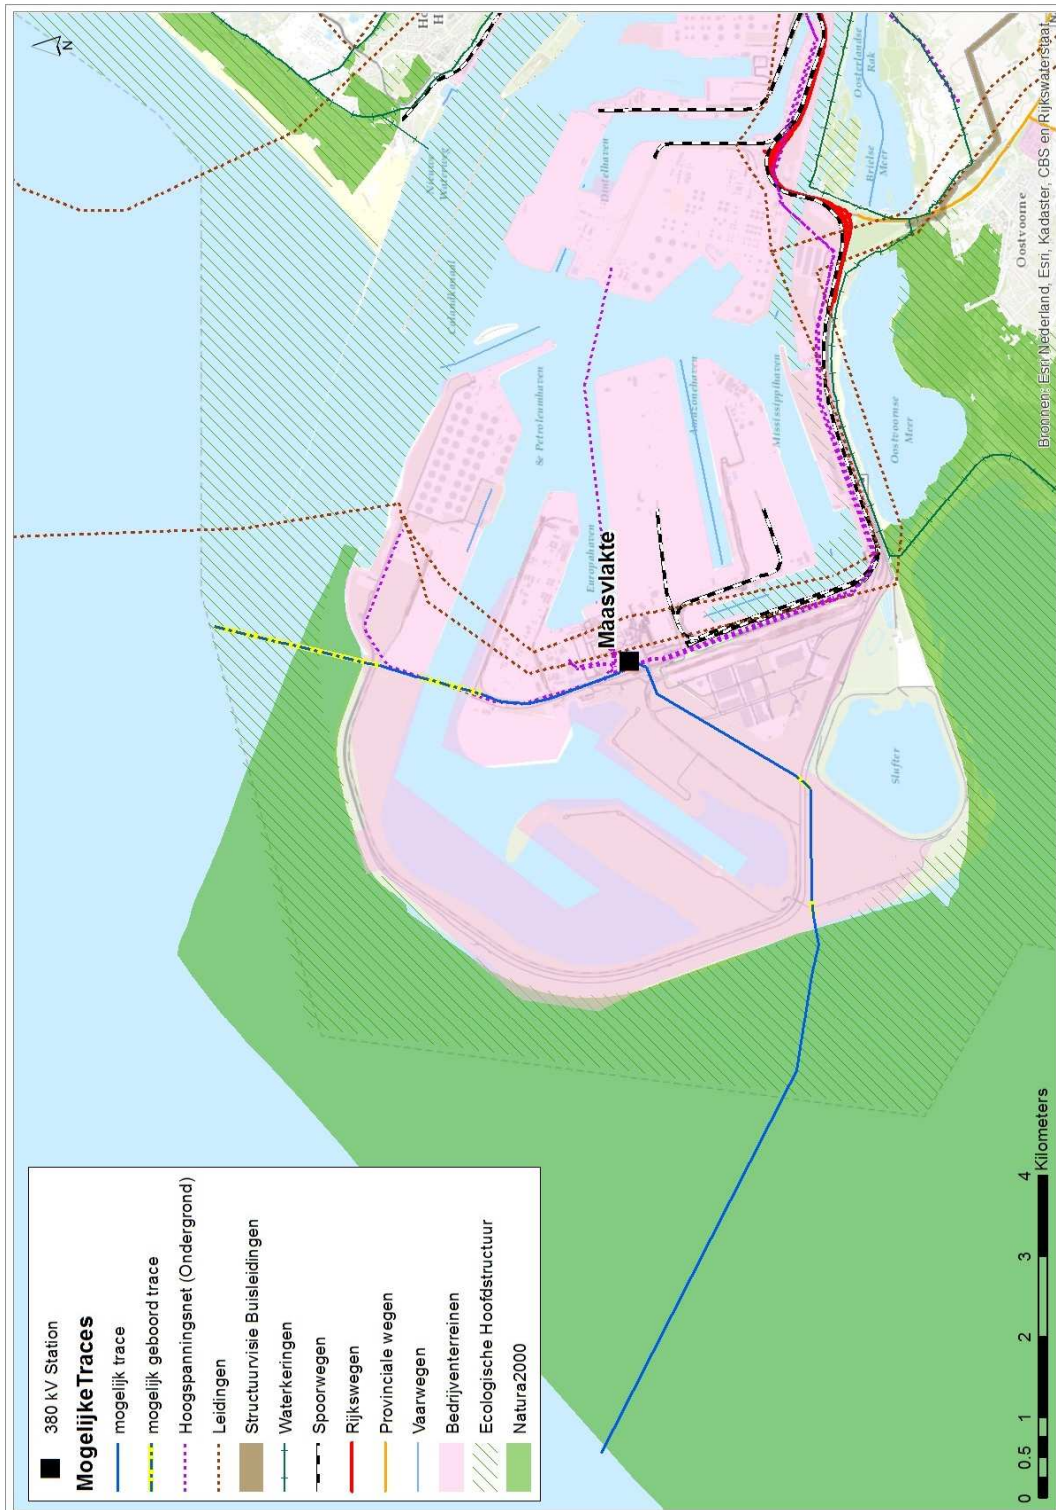 380 kV Station
MogelijkeTraces
mogelijk trace
mogelijk geboord trace
Hoogspanningsnet (Ondergrond)
Leidingen
Structuurvisie Buisleidingen
Waterkeringen
Spoorwegen
Rijkswegen
Provinciale wegen
Vaarwegen
Bedrijventerreinen
Ecologische Hoofdstructuur
Natura2000
0 0.5 1 2 3 4
Kilometers
N
Maasvlakte
Europahaven
8e Petroleumhaven
Calandkanaal
Nieuwe
Waterweg
Dintelhaven
Amazonehaven
Mississippihaven
Slufter
Oostvoornse
Meer
Brielse
Meer
Oosterlandse
Rak
Oostvoorne
H
Bronnen: Esri Nederland, Esri, Kadaster, CBS en Rijkswaterstaat